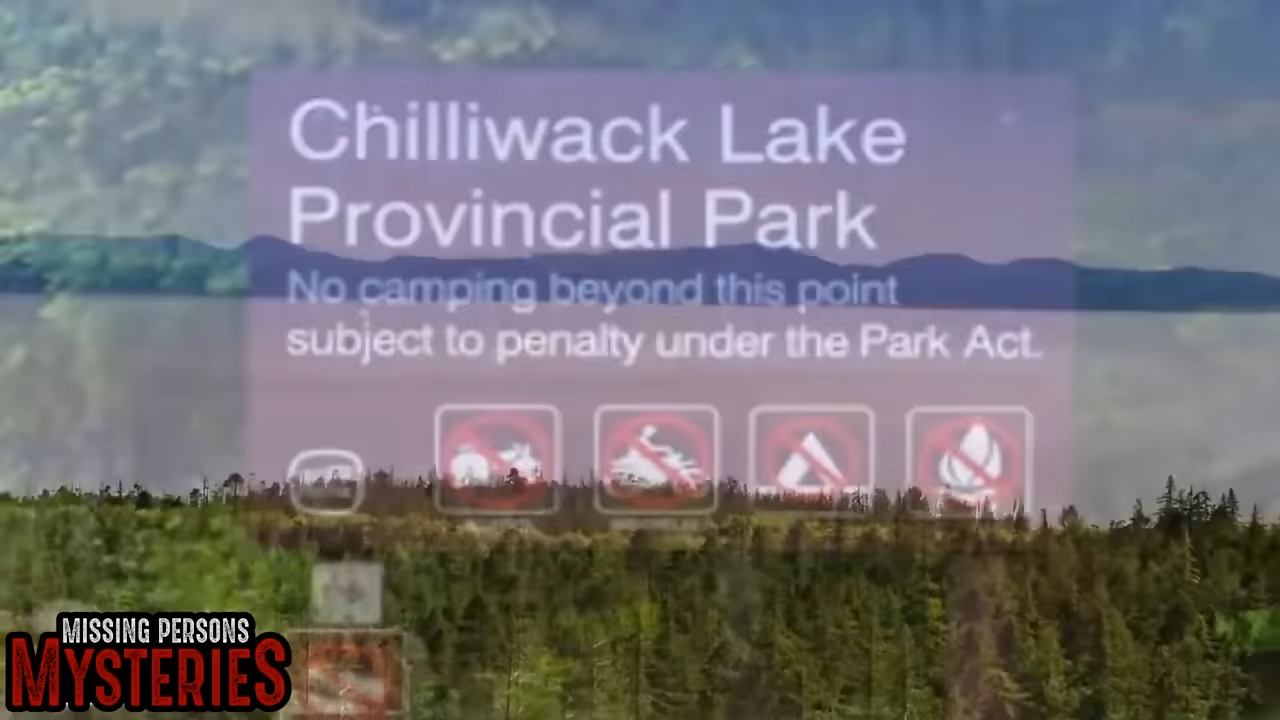 Chilliwack Lake
Provincial Park
No camping beyond this point
subject to penalty under the Park Act.
MISSING PERSONS
MYSTERIES